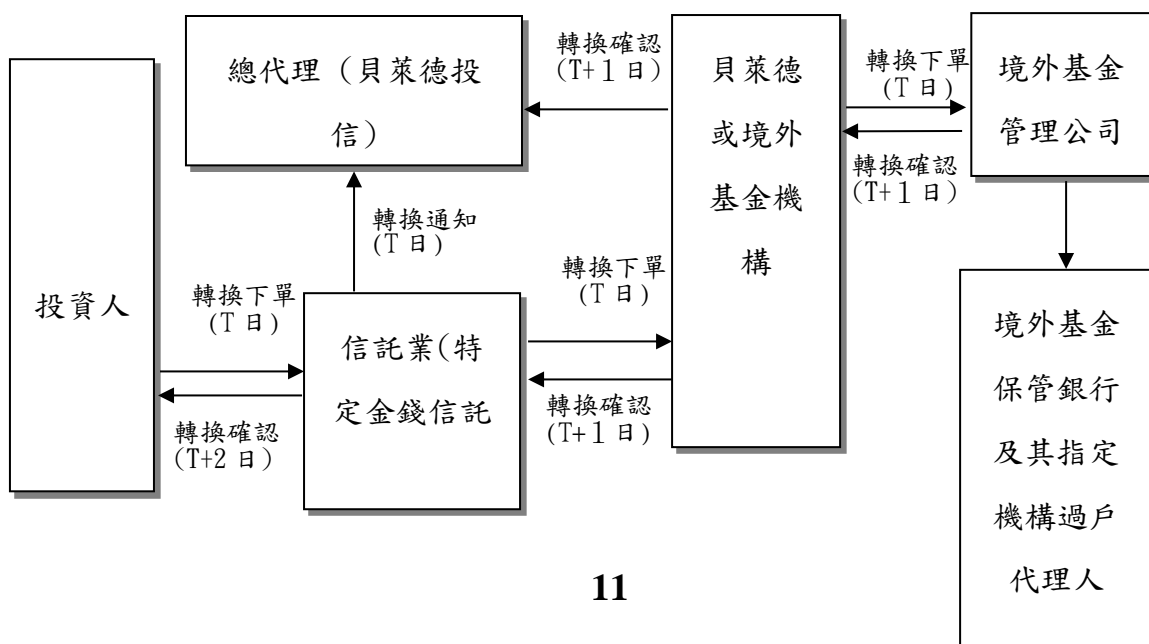 總代理（貝萊德投
信）
轉換確認
(T+１日)
貝萊德
或境外
基金機
構
轉換下單
(T 日)
境外基金
管理公司
轉換確認
(T+１日)
轉換通知
(T 日)
投資人
轉換下單
(T 日)
轉換確認
(T+2 日)
信託業(特
定金錢信託
轉換下單
(T 日)
轉換確認
(T+１日)
境外基金
保管銀行
及其指定
機構過戶
代理人
11